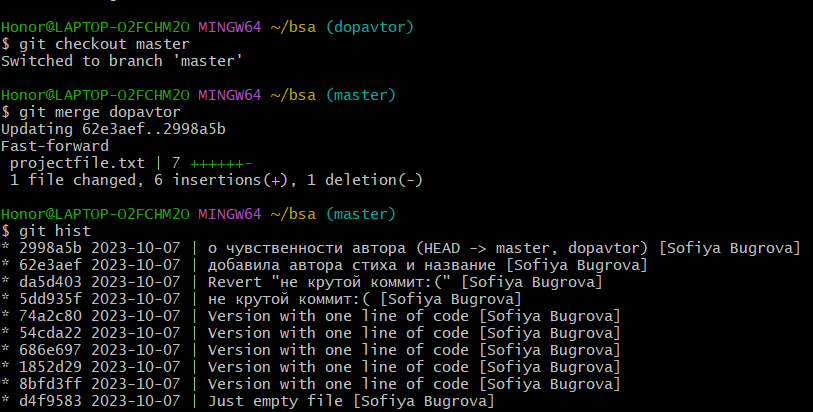 Honor@LAPTOP-O2FCHM2O MINGW64 ~/bsa (dopavtor)
$ git checkout master
Switched to branch 'master'
Honor@LAPTOP-O2FCHM2O MINGW64 ~/bsa (master)
$ git merge dopavtor
Updating 62e3aef..2998a5b
Fast-forward
 projectfile.txt | 7 ++++++-
 1 file changed, 6 insertions(+), 1 deletion(-)
Honor@LAPTOP-O2FCHM2O MINGW64 ~/bsa (master)
$ git hist
* 2998a5b 2023-10-07 | о чувственности автора (HEAD -> master, dopavtor) [Sofiya Bugrova]
* 62e3aef 2023-10-07 | добавила автора стиха и название [Sofiya Bugrova]
* da5d403 2023-10-07 | Revert "не крутой коммит:(" [Sofiya Bugrova]
* 5dd935f 2023-10-07 | не крутой коммит:( [Sofiya Bugrova]
* 74a2c80 2023-10-07 | Version with one line of code [Sofiya Bugrova]
* 54cda22 2023-10-07 | Version with one line of code [Sofiya Bugrova]
* 686e697 2023-10-07 | Version with one line of code [Sofiya Bugrova]
* 1852d29 2023-10-07 | Version with one line of code [Sofiya Bugrova]
* 8bfd3ff 2023-10-07 | Version with one line of code [Sofiya Bugrova]
* d4f9583 2023-10-07 | Just empty file [Sofiya Bugrova]